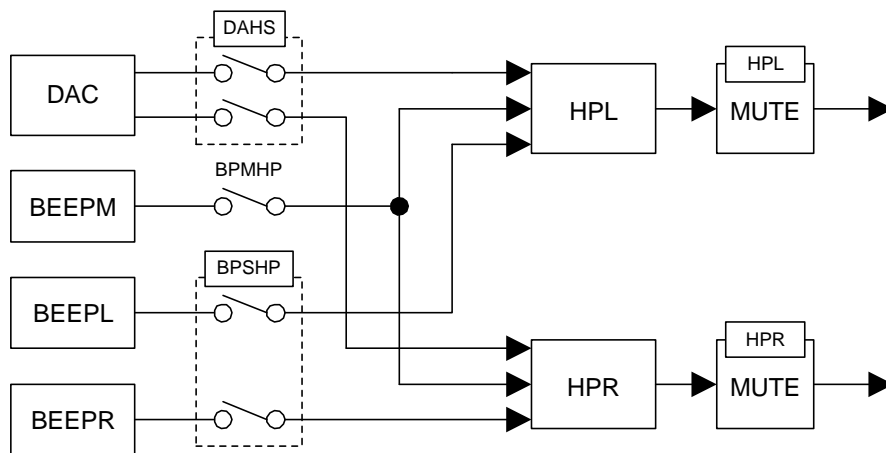 DAHS
DAC
BPMHP
BEEPM
BPSHP
BEEPL
BEEPR
HPL
HPL
MUTE
HPR
HPR
MUTE